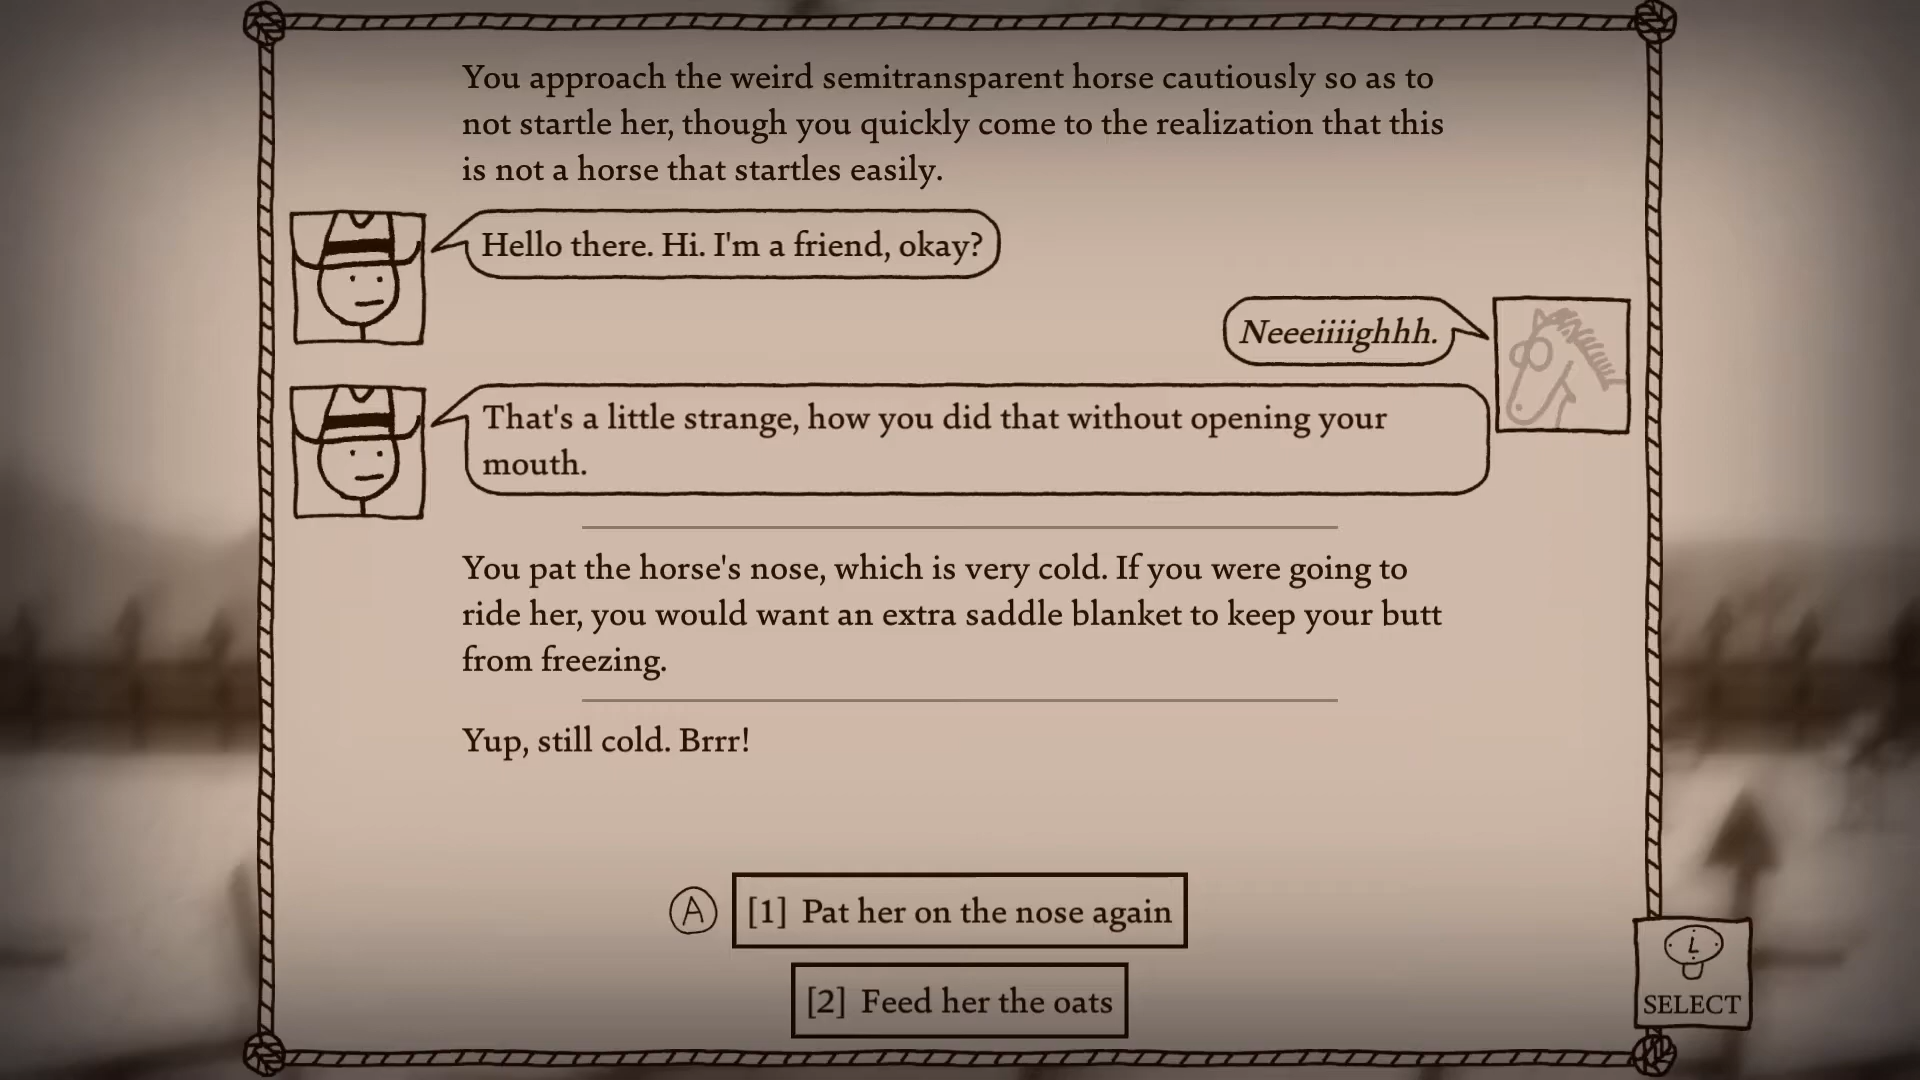 You approach the weird semitransparent horse cautiously so as to
not startle her, though you quickly come to the realization that this
is not a horse that startles easily.
Hello there. Hi. I'm a friend, okay?
Neeeiiiighhh.
That's a little strange, how you did that without opening your
mouth.
You pat the horse's nose, which is very cold. If you were going to
ride her, you would want an extra saddle blanket to keep your butt
from freezing.
Yup, still cold. Brrr!
A [1] Pat her on the nose again
[2] Feed her the oats
L
SELECT